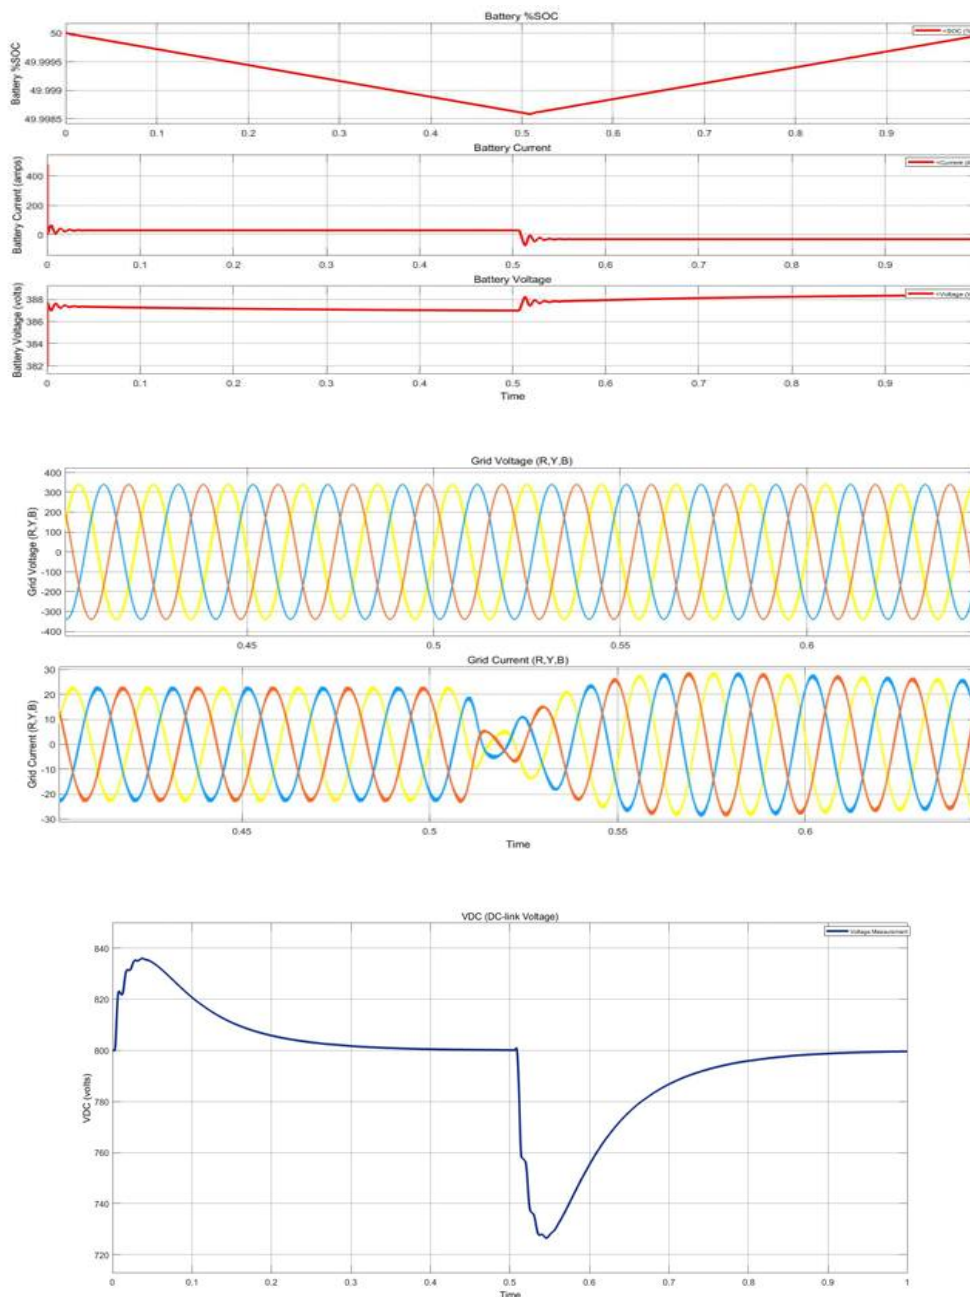 Battery %SOC
<SOC (%
Battery %SOC
50
49.9995
49.999
49.9985
0 0.1 0.2 0.3 0.4 0.5 0.6 0.7 0.8 0.9
Battery Current
<Current (A
Battery Current (amps)
400
200
0
0 0.1 0.2 0.3 0.4 0.5 0.6 0.7 0.8 0.9
Battery Voltage
<Voltage (V
Battery Voltage (volts)
388
386
384
382
0 0.1 0.2 0.3 0.4 0.5 0.6 0.7 0.8 0.9
Time
Grid Voltage (R,Y,B)
Grid Voltage (R,Y,B)
400
300
200
100
0
-100
-200
-300
-400
0.45 0.5 0.55 0.6
Grid Current (R,Y,B)
Grid Current (R,Y,B)
30
20
10
0
-10
-20
-30
0.45 0.5 0.55 0.6
Time
VDC (DC-link Voltage)
Voltage Measurement
VDC (volts)
840
820
800
780
760
740
720
0 0.1 0.2 0.3 0.4 0.5 0.6 0.7 0.8 0.9 1
Time